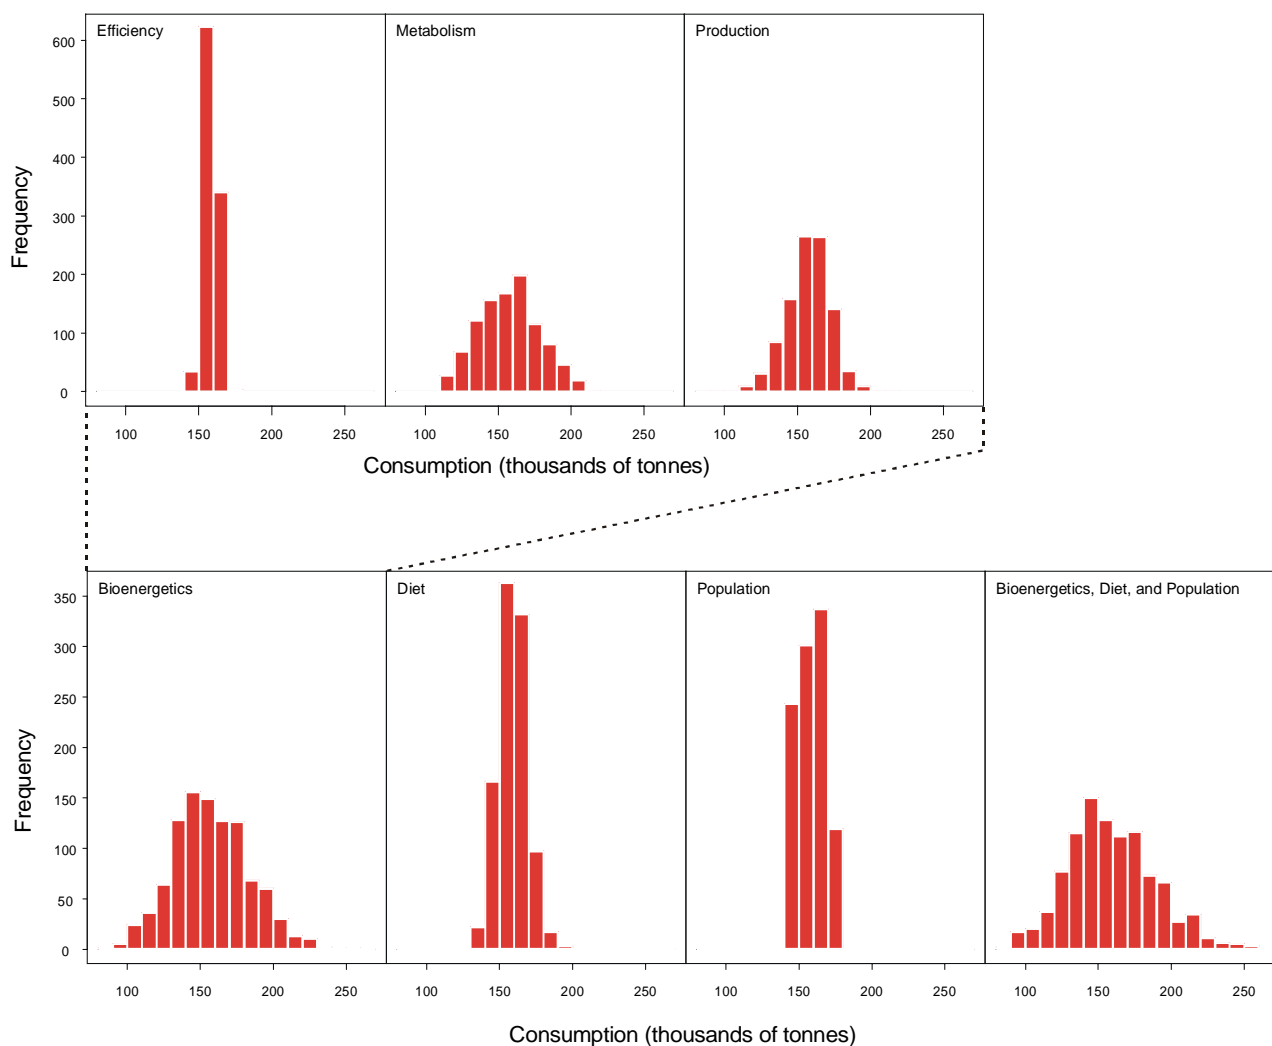 Efficiency
Metabolism
Production
600
500
400
300
200
100
0
Frequency
100 150 200 250
100 150 200 250
100 150 200 250
Consumption (thousands of tonnes)
Bioenergetics
Diet
Population
Bioenergetics, Diet, and Population
350
300
250
200
150
100
50
0
Frequency
100 150 200 250
100 150 200 250
100 150 200 250
100 150 200 250
Consumption (thousands of tonnes)